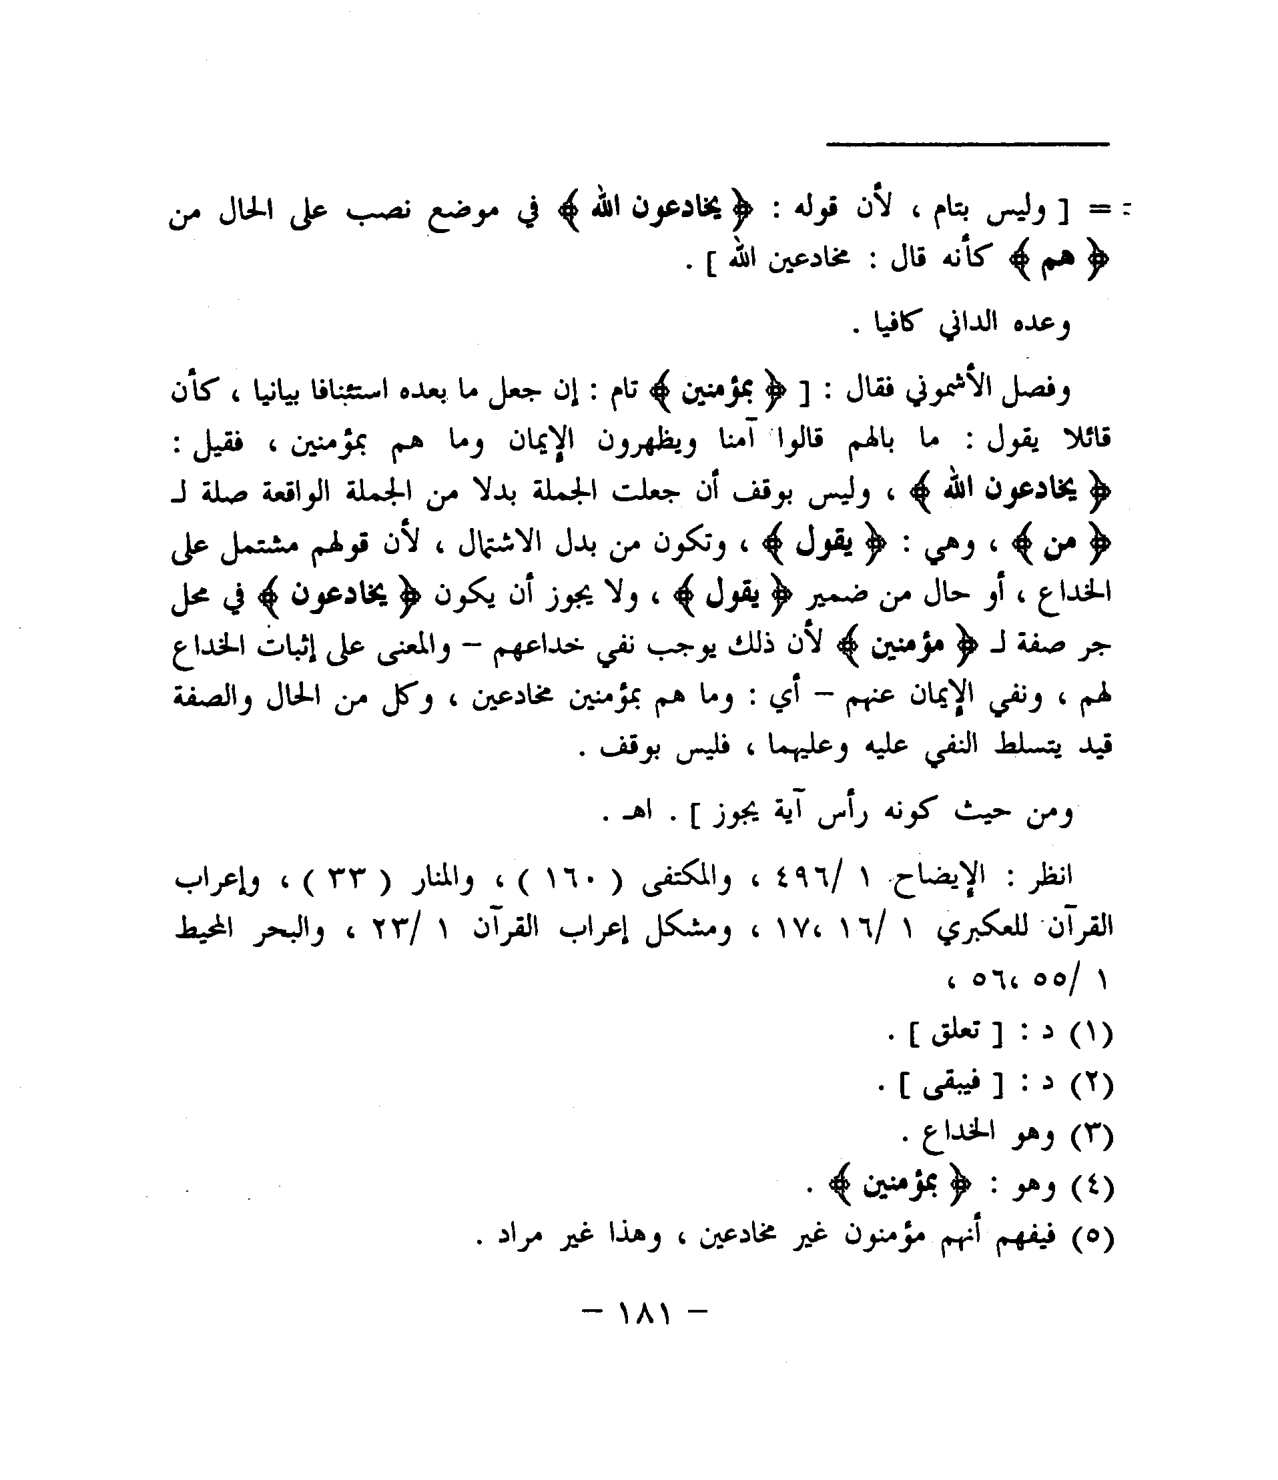 = [ وليس بتام ، لأن قوله : ﴿ يخادعون الله ﴾ في موضع نصب على الحال من
﴿ هم ﴾ كأنه قال : مخادعين الله ] .
وعده الداني كافيا .
وفصل الأشموني فقال : [ ﴿ بمؤمنين ﴾ تام : إن جعل ما بعده استئنافا بيانيا ، كأن
قائلا يقول : ما بالهم قالوا آمنا ويظهرون الإيمان وما هم بمؤمنين ، فقيل :
﴿ يخادعون الله ﴾ ، وليس بوقف أن جعلت الجملة بدلا من الجملة الواقعة صلة لـ
﴿ من ﴾ ، وهي : ﴿ يقول ﴾ ، وتكون من بدل الاشتمال ، لأن قولهم مشتمل على
الخداع ، أو حال من ضمير ﴿ يقول ﴾ ، ولا يجوز أن يكون ﴿ يخادعون ﴾ في محل
جر صفة لـ ﴿ مؤمنين ﴾ لأن ذلك يوجب نفي خداعهم – والمعنى على إثبات الخداع
لهم ، ونفي الإيمان عنهم – أي : وما هم بمؤمنين مخادعين ، وكل من الحال والصفة
قيد يتسلط النفي عليه وعليهما ، فليس بوقف .
ومن حيث كونه رأس آية يجوز ] . اهـ .
انظر : الإيضاح ١ /٤٩٦ ، والمكتفى ( ١٦٠ ) ، والمنار ( ٣٣ ) ، وإعراب
القرآن للعكبري ١ /١٦ ،١٧ ، ومشكل إعراب القرآن ١ /٢٣ ، والبحر المحيط
١ /٥٥ ،٥٦ ،
(١) د : [ تعلق ] .
(٢) د : [ فيبقى ] .
(٣) وهو الخداع .
(٤) وهو : ﴿ بمؤمنين ﴾ .
(٥) فيفهم أنهم مؤمنون غير مخادعين ، وهذا غير مراد .
– ١٨١ –